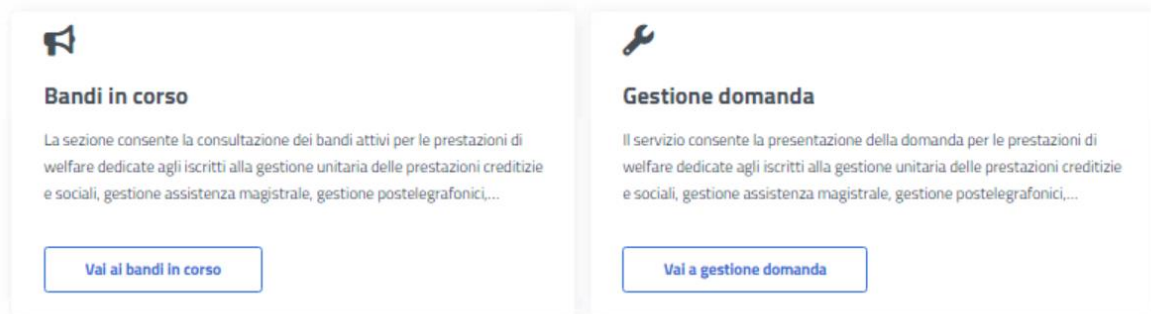 Bandi in corso
La sezione consente la consultazione dei bandi attivi per le prestazioni di
welfare dedicate agli iscritti alla gestione unitaria delle prestazioni creditizie
e sociali, gestione assistenza magistrale, gestione postelegrafonici,...
Vai ai bandi in corso
Gestione domanda
Il servizio consente la presentazione della domanda per le prestazioni di
welfare dedicate agli iscritti alla gestione unitaria delle prestazioni creditizie
e sociali, gestione assistenza magistrale, gestione postelegrafonici,...
Vai a gestione domanda